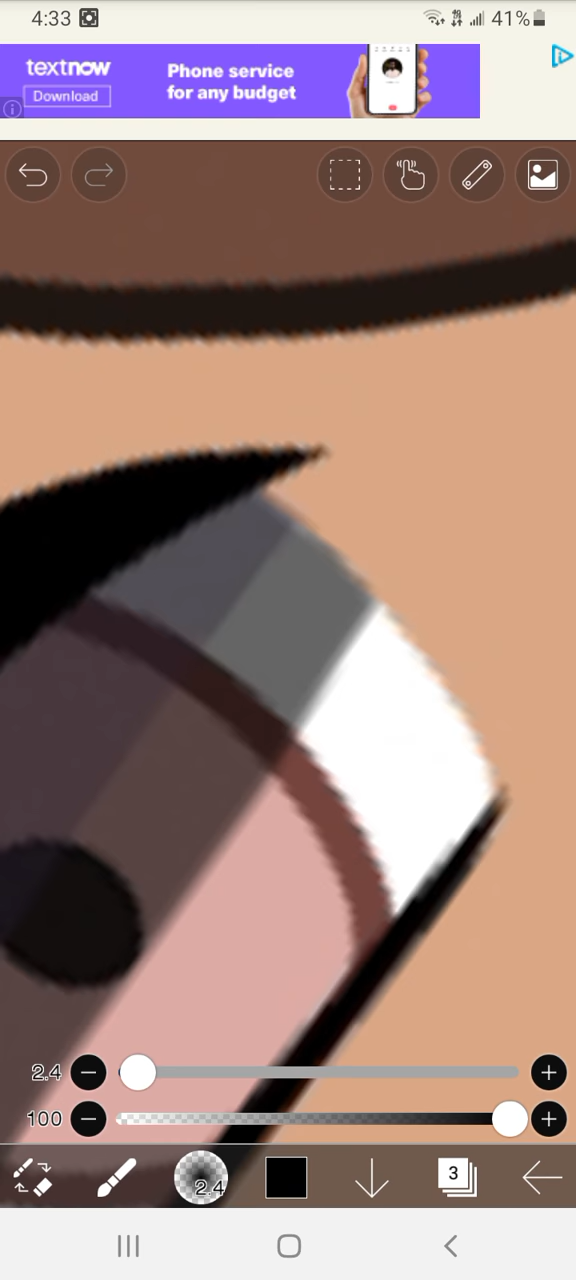 4:33
41%
textnow
Download
Phone service
for any budget
2.4
100
2.4
3